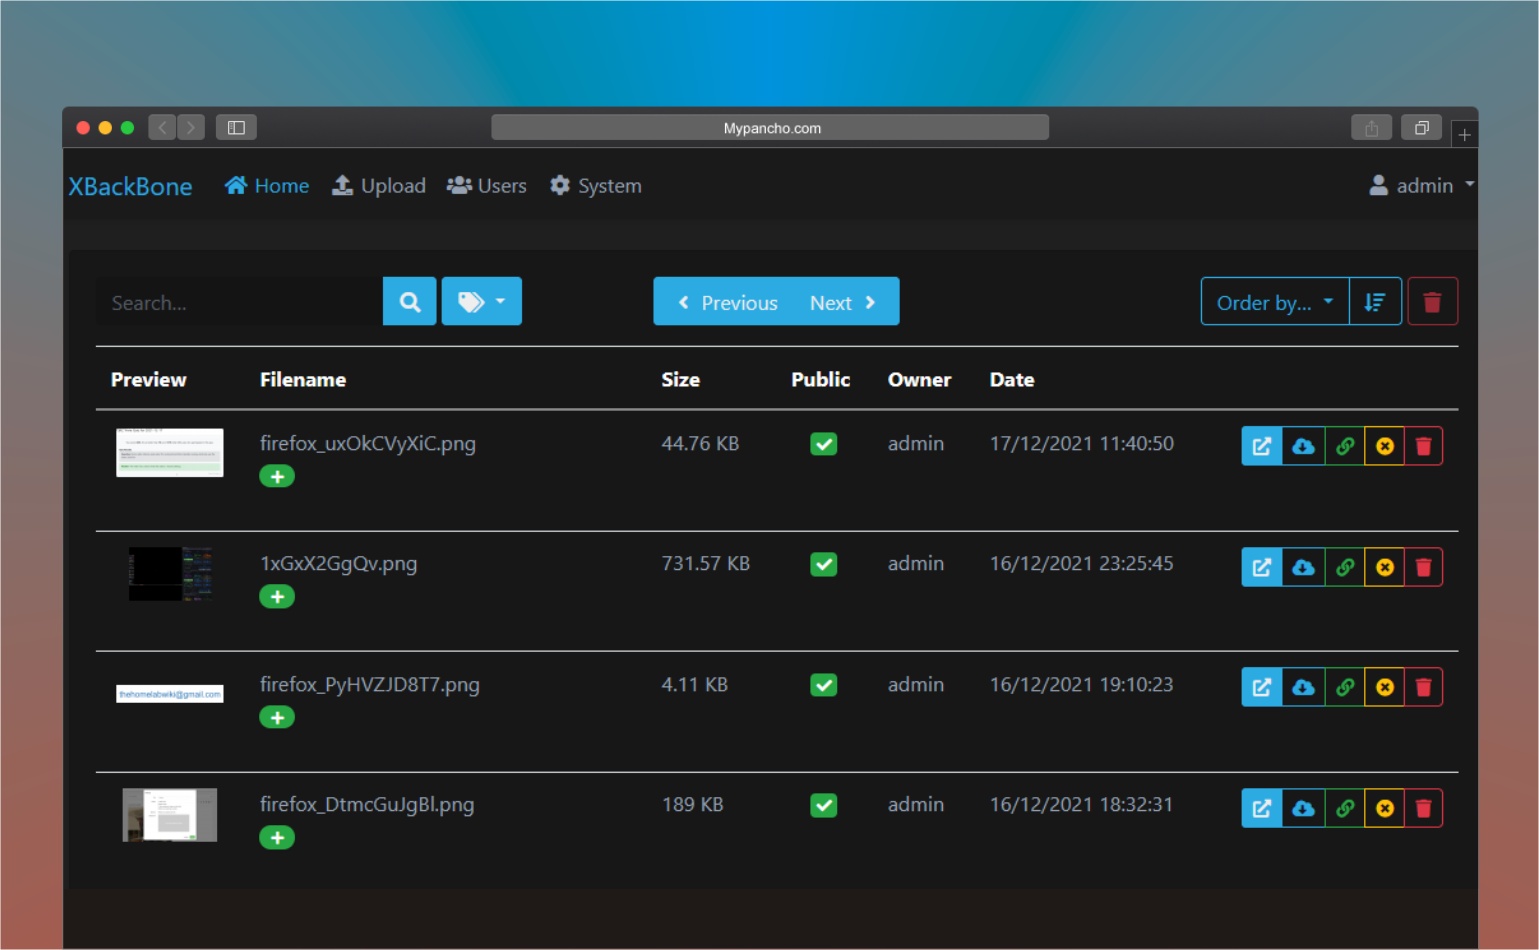 Mypancho.com
XBackBone Home Upload Users System admin
Search... Previous Next Order by...
Preview Filename Size Public Owner Date
firefox_uxOkCVyXiC.png 44.76 KB admin 17/12/2021 11:40:50
1xGxX2GgQv.png 731.57 KB admin 16/12/2021 23:25:45
thehomelabwiki@gmail.com firefox_PyHVZJD8T7.png 4.11 KB admin 16/12/2021 19:10:23
firefox_DtmcGuJgBl.png 189 KB admin 16/12/2021 18:32:31